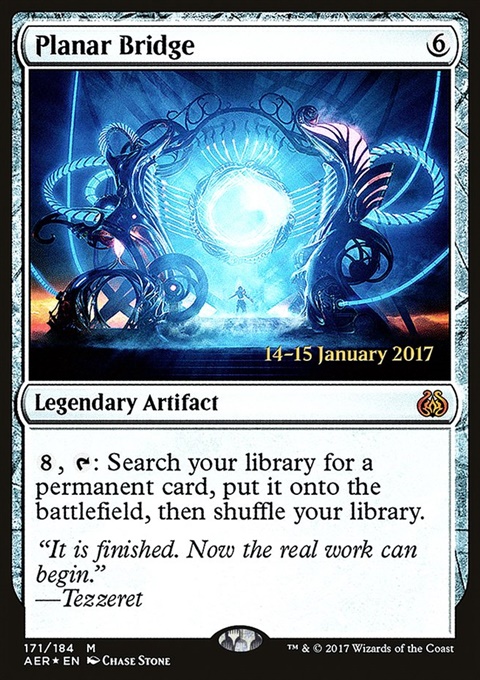 Planar Bridge 6
14–15 January 2017
Legendary Artifact
8, : Search your library for a
permanent card, put it onto the
battlefield, then shuffle your library.
“It is finished. Now the real work can
begin.”
—Tezzeret
171/184 M
AER★EN Chase Stone
™ & © 2017 Wizards of the Coast